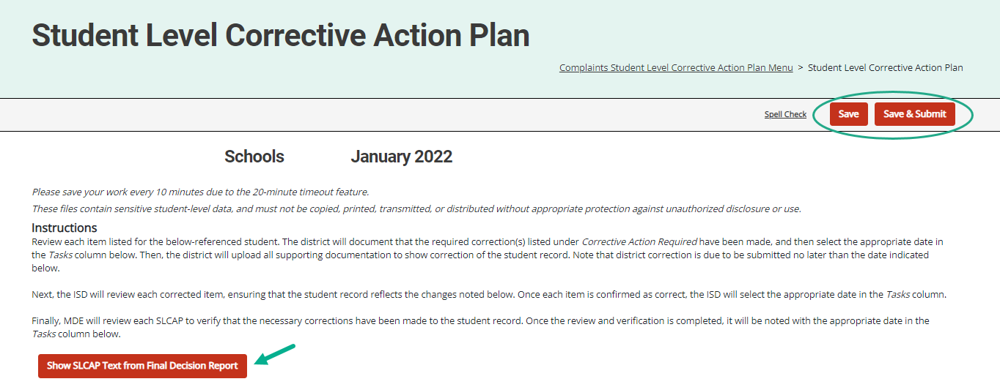 Student Level Corrective Action Plan
Complaints Student Level Corrective Action Plan Menu > Student Level Corrective Action Plan
Spell Check Save Save & Submit
Schools January 2022
Please save your work every 10 minutes due to the 20-minute timeout feature.
These files contain sensitive student-level data, and must not be copied, printed, transmitted, or distributed without appropriate protection against unauthorized disclosure or use.
Instructions
Review each item listed for the below-referenced student. The district will document that the required correction(s) listed under Corrective Action Required have been made, and then select the appropriate date in
the Tasks column below. Then, the district will upload all supporting documentation to show correction of the student record. Note that district correction is due to be submitted no later than the date indicated
below.
Next, the ISD will review each corrected item, ensuring that the student record reflects the changes noted below. Once each item is confirmed as correct, the ISD will select the appropriate date in the Tasks column.
Finally, MDE will review each SLCAP to verify that the necessary corrections have been made to the student record. Once the review and verification is completed, it will be noted with the appropriate date in the
Tasks column below.
Show SLCAP Text from Final Decision Report